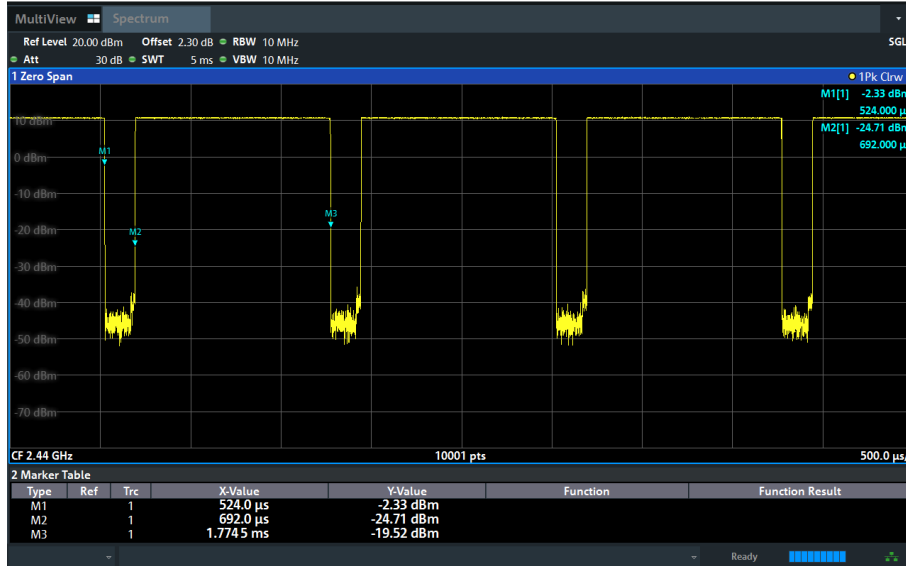 MultiView Spectrum
Ref Level 20.00 dBm Offset 2.30 dB RBW 10 MHz
SGL
Att 30 dB SWT 5 ms VBW 10 MHz
1 Zero Span
1Pk Clrw
M1[1] -2.33 dBm
524.000 µ
M2[1] -24.71 dBm
692.000 µ
10 dBm
M1
0 dBm
-10 dBm
M3
-20 dBm
M2
-30 dBm
-40 dBm
-50 dBm
-60 dBm
-70 dBm
CF 2.44 GHz 10001 pts 500.0 µs/
2 Marker Table
Type Ref Trc X-Value Y-Value Function Function Result
M1 1 524.0 µs -2.33 dBm
M2 1 692.0 µs -24.71 dBm
M3 1 1.7745 ms -19.52 dBm
Ready